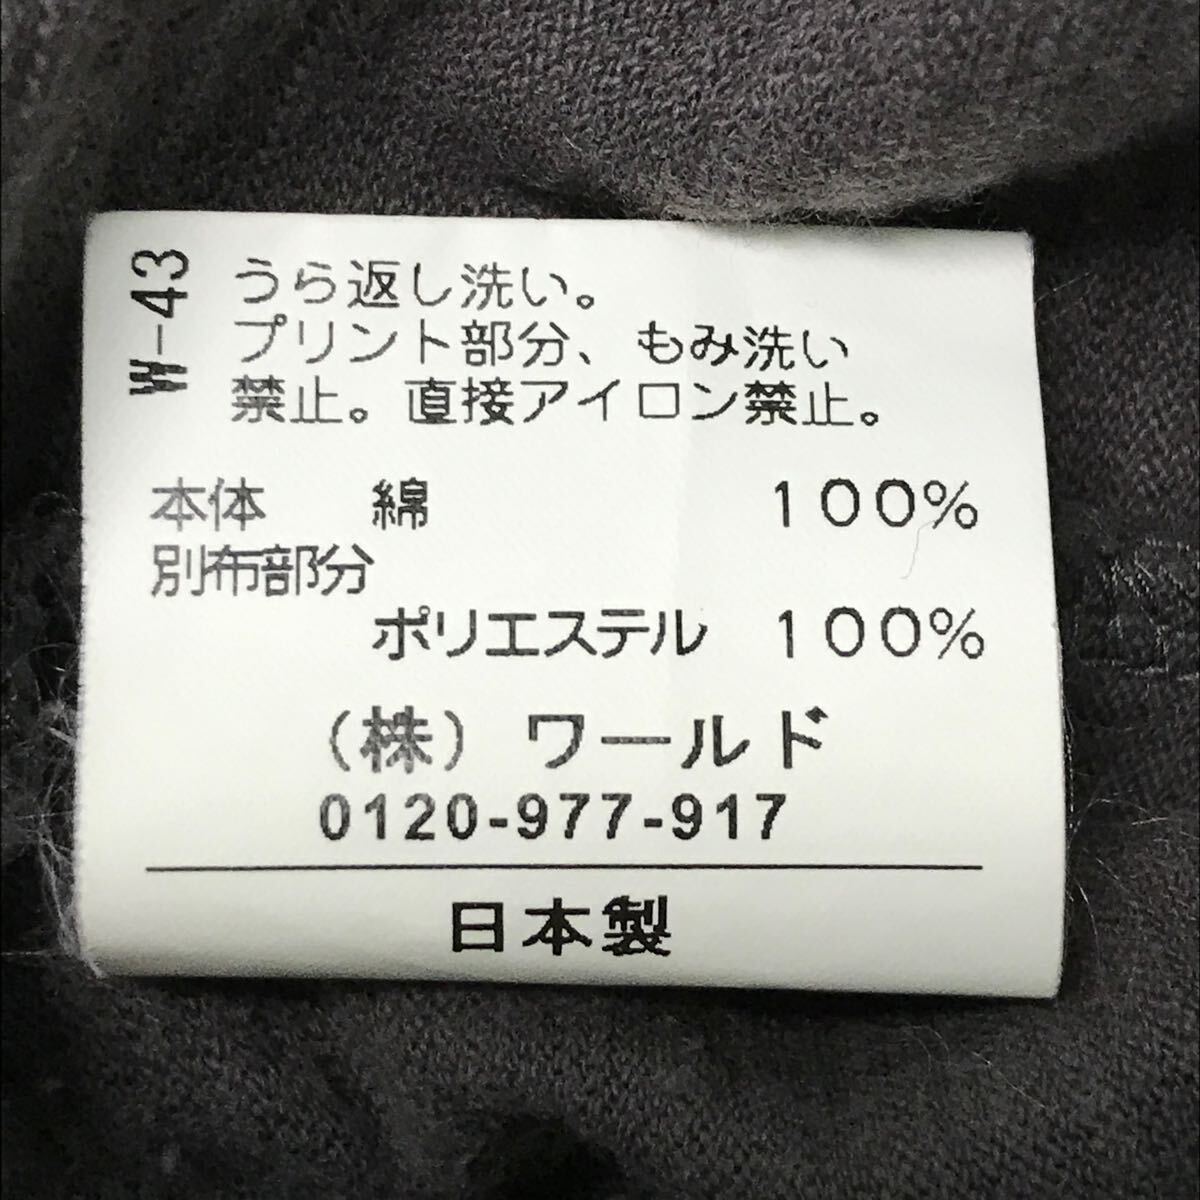 W-43
うら返し洗い。
プリント部分、もみ洗い
禁止。直接アイロン禁止。
本体 綿 100%
別布部分
ポリエステル 100%
(株)ワールド
0120-977-917
日本製